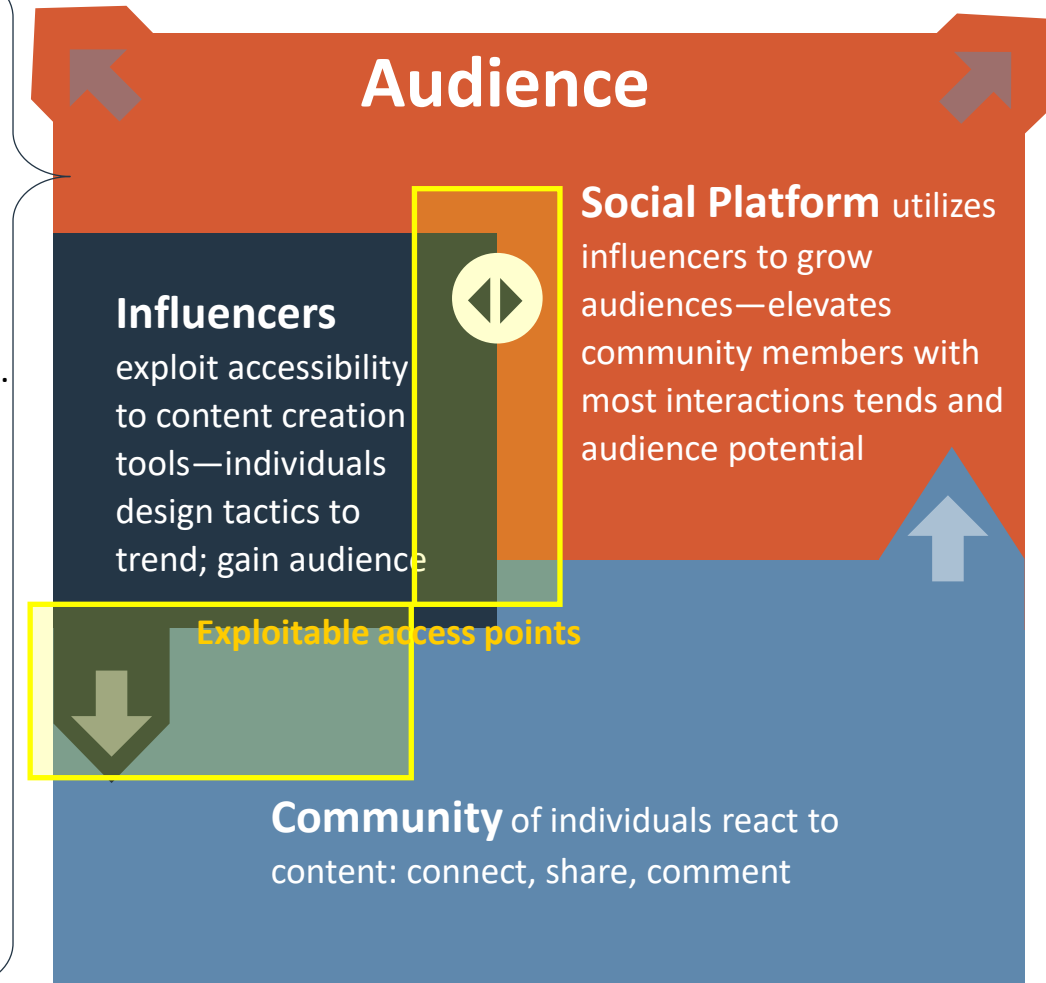 Audience
Social Platform utilizes
influencers to grow
audiences—elevates
community members with
most interactions tends and
audience potential
Influencers
exploit accessibility
to content creation
tools—individuals
design tactics to
trend; gain audience
.
Exploitable access points
Community of individuals react to
content: connect, share, comment